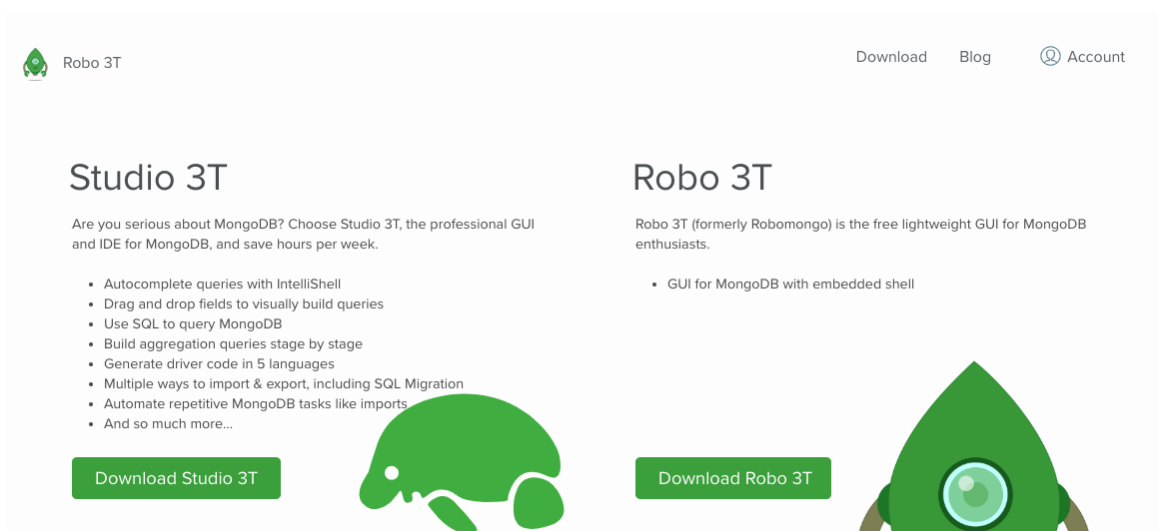 Robo 3T
Download Blog Account
Studio 3T
Are you serious about MongoDB? Choose Studio 3T, the professional GUI
and IDE for MongoDB, and save hours per week.
• Autocomplete queries with IntelliShell
• Drag and drop fields to visually build queries
• Use SQL to query MongoDB
• Build aggregation queries stage by stage
• Generate driver code in 5 languages
• Multiple ways to import & export, including SQL Migration
• Automate repetitive MongoDB tasks like imports
• And so much more...
Download Studio 3T
Robo 3T
Robo 3T (formerly Robomongo) is the free lightweight GUI for MongoDB
enthusiasts.
• GUI for MongoDB with embedded shell
Download Robo 3T